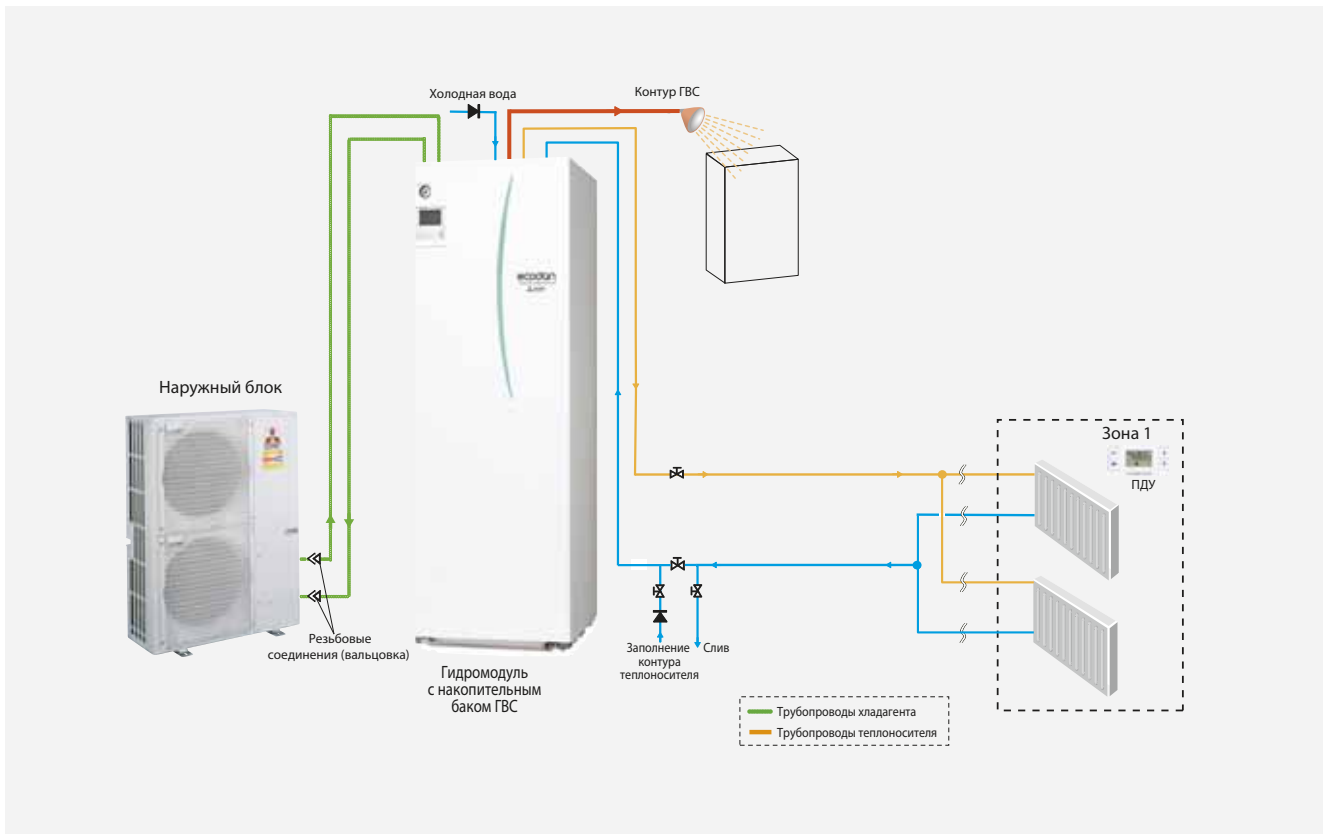 Холодная вода
Контур ГВС
ecodan
Наружный блок
Зона 1
ПДУ
Резьбовые
соединения (вальцовка)
Гидромодуль
с накопительным
баком ГВС
Заполнение
контура
теплоносителя
Слив
Трубопроводы хладагента
Трубопроводы теплоносителя